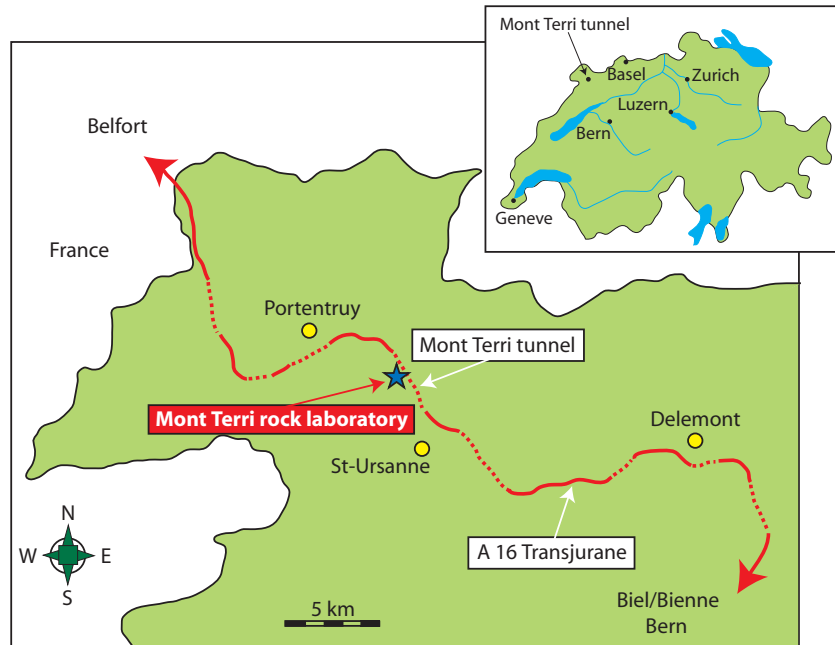 Mont Terri tunnel
Basel
Zurich
Luzern
Bern
Geneve
Belfort
France
Portentruy
Mont Terri tunnel
Mont Terri rock laboratory
Delemont
St-Ursanne
A 16 Transjurane
N
W
E
S
5 km
Biel/Bienne
Bern